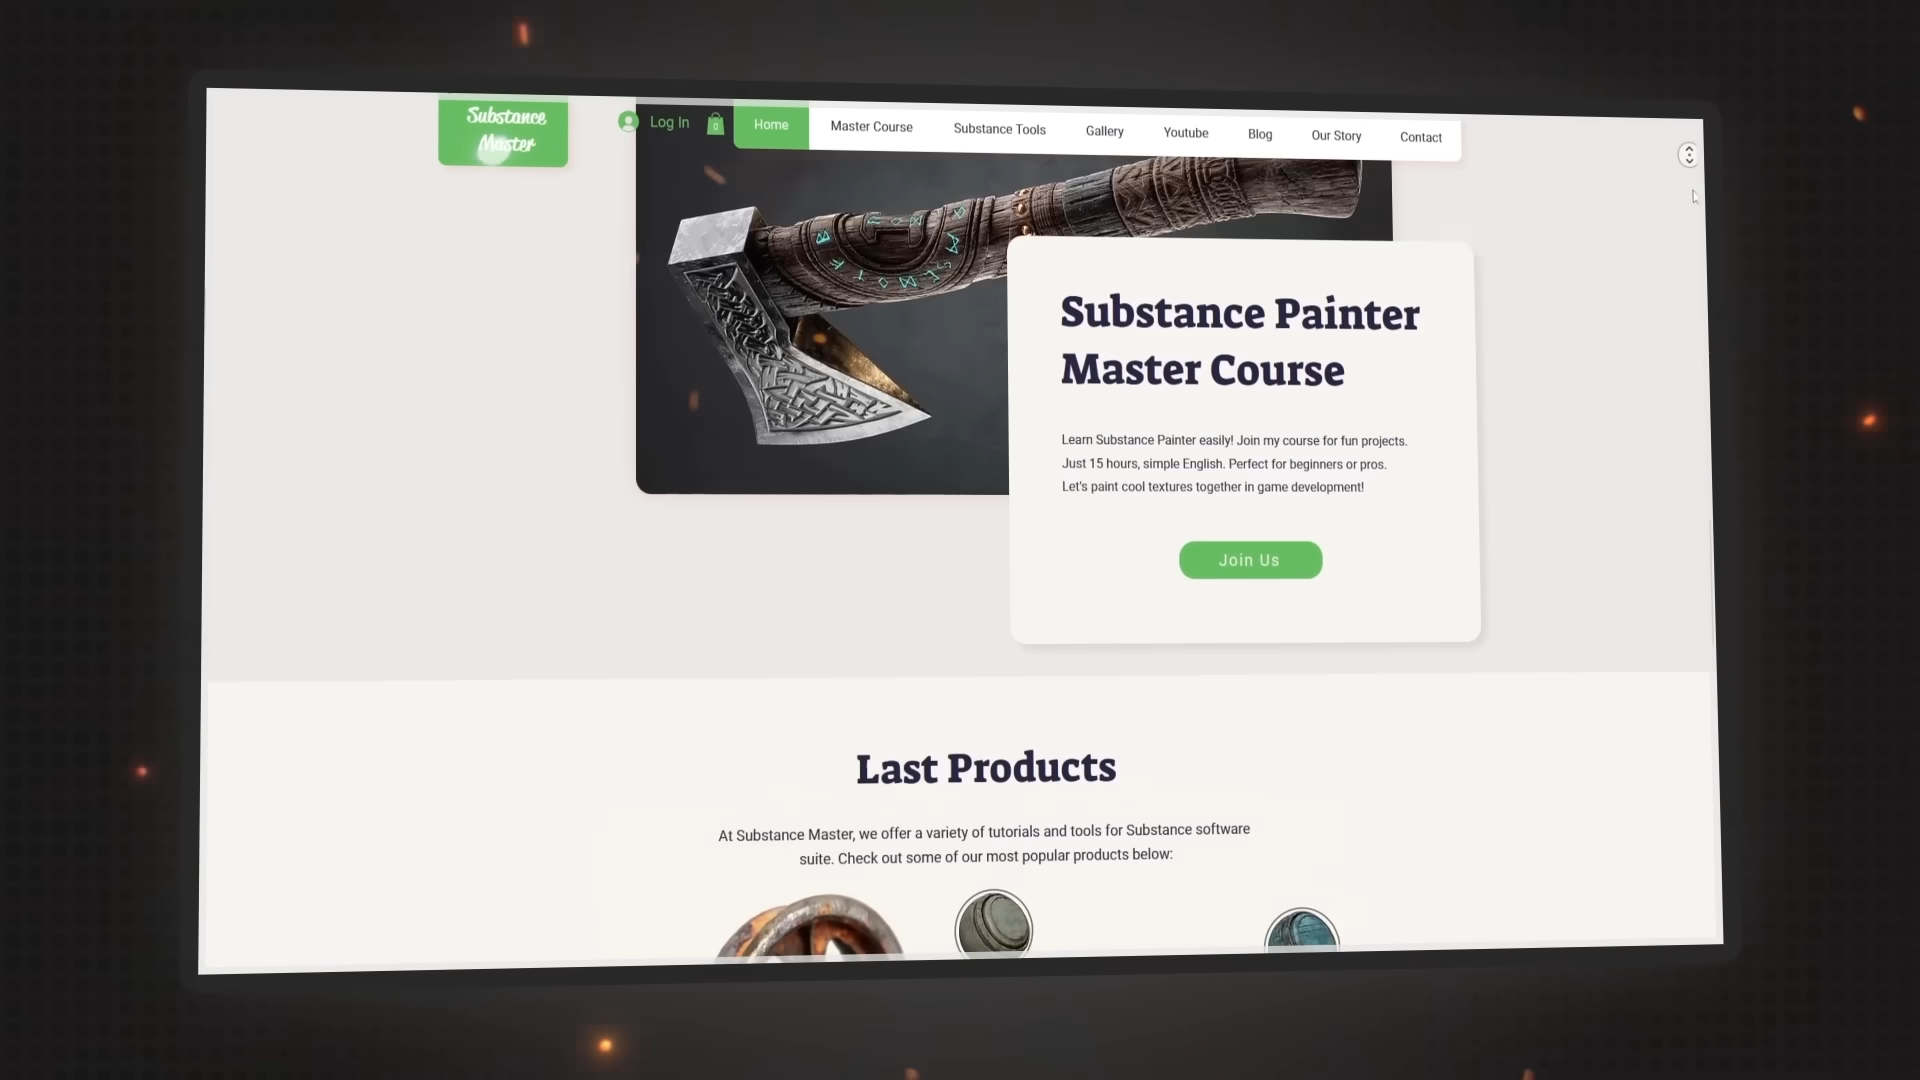 Substance
Master
Log In
0
Home
Master Course
Substance Tools
Gallery
Youtube
Blog
Our Story
Contact
Substance Painter
Master Course
Learn Substance Painter easily! Join my course for fun projects.
Just 15 hours, simple English. Perfect for beginners or pros.
Let's paint cool textures together in game development!
Join Us
Last Products
At Substance Master, we offer a variety of tutorials and tools for Substance software
suite. Check out some of our most popular products below: